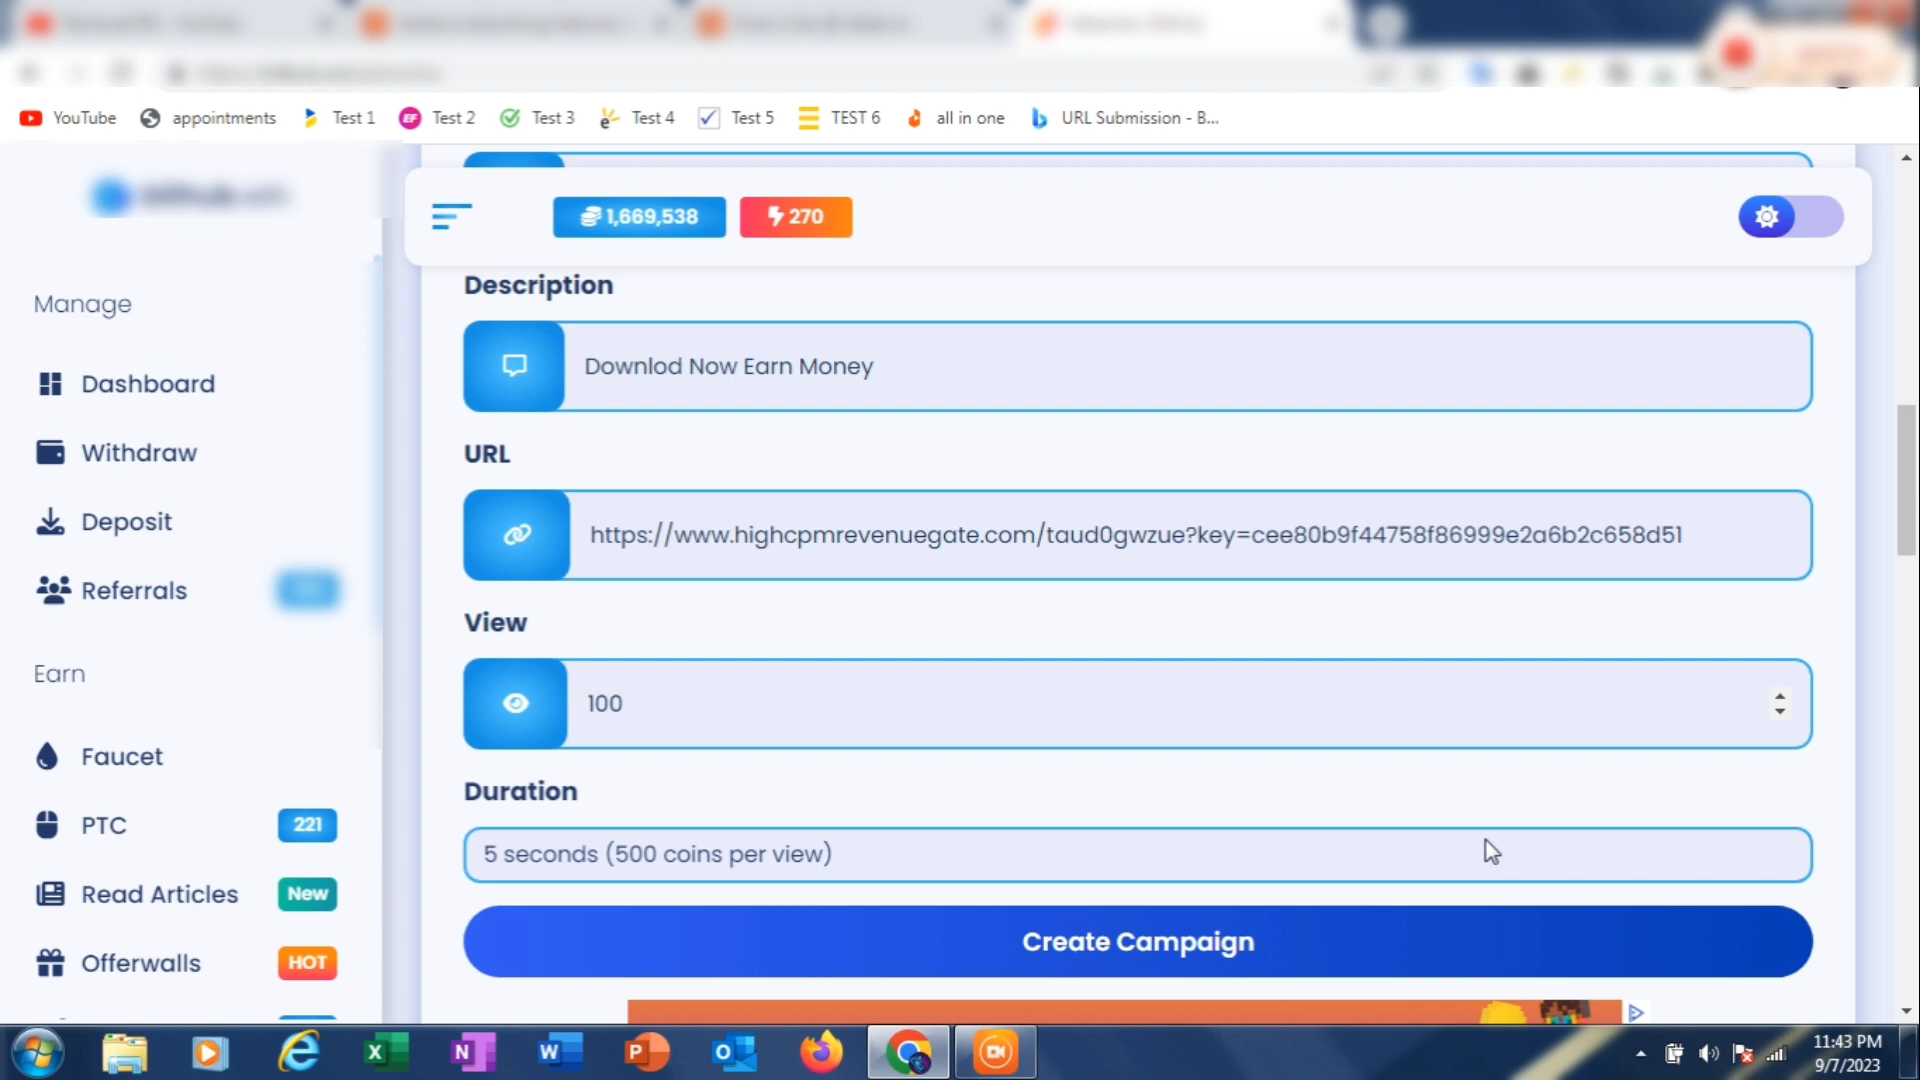 YouTube appointments Test 1 Test 2 Test 3 Test 4 Test 5 TEST 6 all in one URL Submission - B...
1,669,538 270
Manage
Dashboard
Withdraw
Deposit
Referrals
Earn
Faucet
PTC 221
Read Articles New
Offerwalls HOT
Description
Downlod Now Earn Money
URL
https://www.highcpmrevenuegate.com/taud0gwzue?key=cee80b9f44758f86999e2a6b2c658d51
View
100
Duration
5 seconds (500 coins per view)
Create Campaign
11:43 PM
9/7/2023